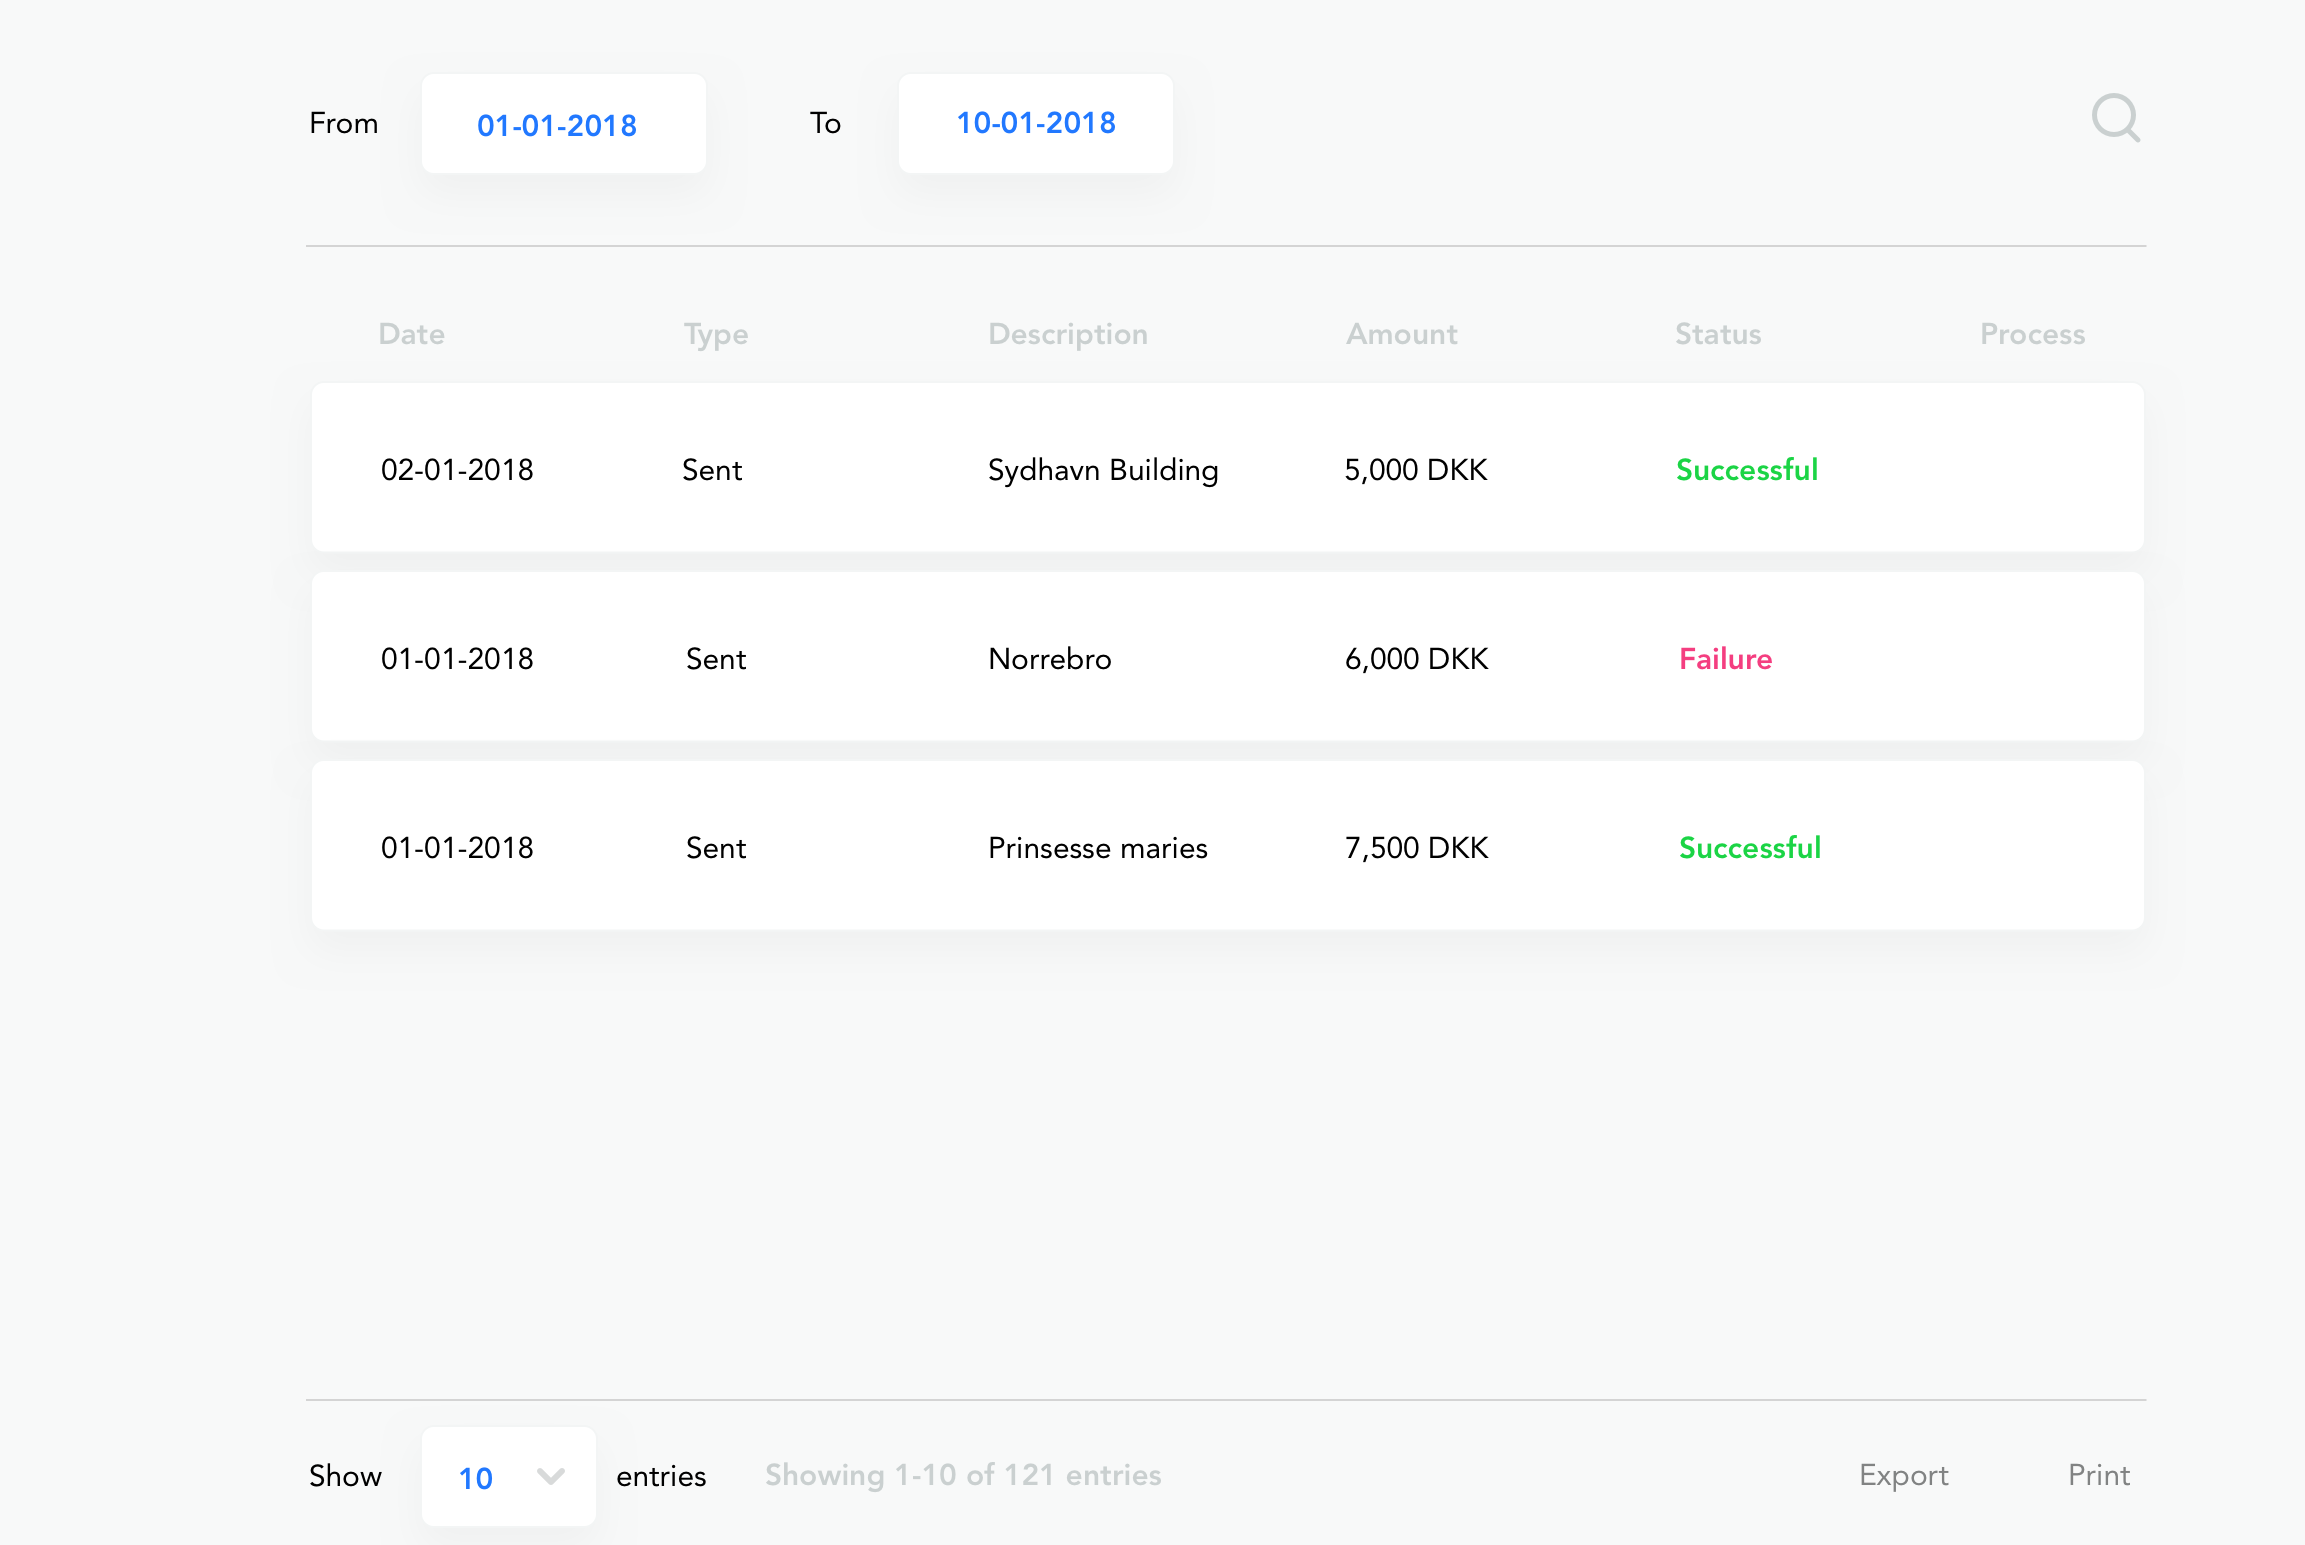 From 01-01-2018 To 10-01-2018
Date Type Description Amount Status Process
02-01-2018 Sent Sydhavn Building 5,000 DKK Successful
01-01-2018 Sent Norrebro 6,000 DKK Failure
01-01-2018 Sent Prinsesse maries 7,500 DKK Successful
Show 10 entries Showing 1-10 of 121 entries Export Print